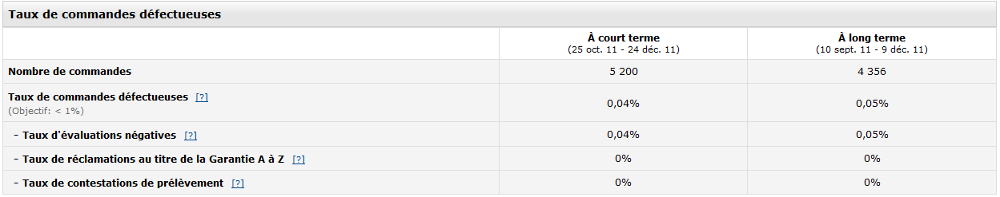 Taux de commandes défectueuses
À court terme À long terme
(25 oct. 11 - 24 déc. 11) (10 sept. 11 - 9 déc. 11)
Nombre de commandes 5 200 4 356
Taux de commandes défectueuses [?]
(Objectif: < 1%) 0,04% 0,05%
- Taux d'évaluations négatives [?] 0,04% 0,05%
- Taux de réclamations au titre de la Garantie A à Z [?] 0% 0%
- Taux de contestations de prélèvement [?] 0% 0%